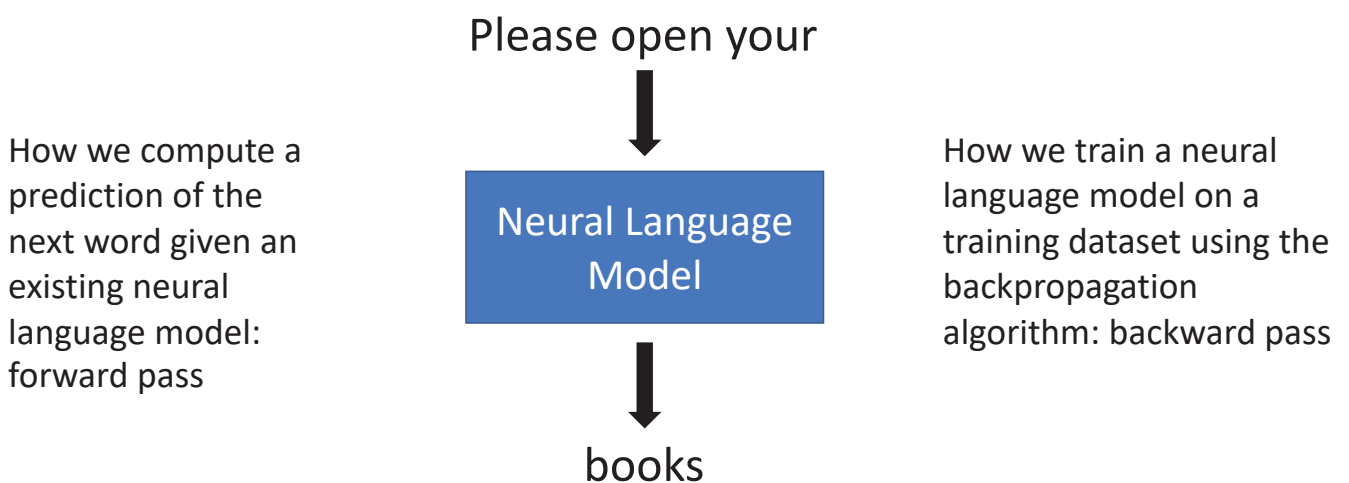 Please open your
How we compute a
prediction of the
next word given an
existing neural
language model:
forward pass
Neural Language
Model
How we train a neural
language model on a
training dataset using the
backpropagation
algorithm: backward pass
books